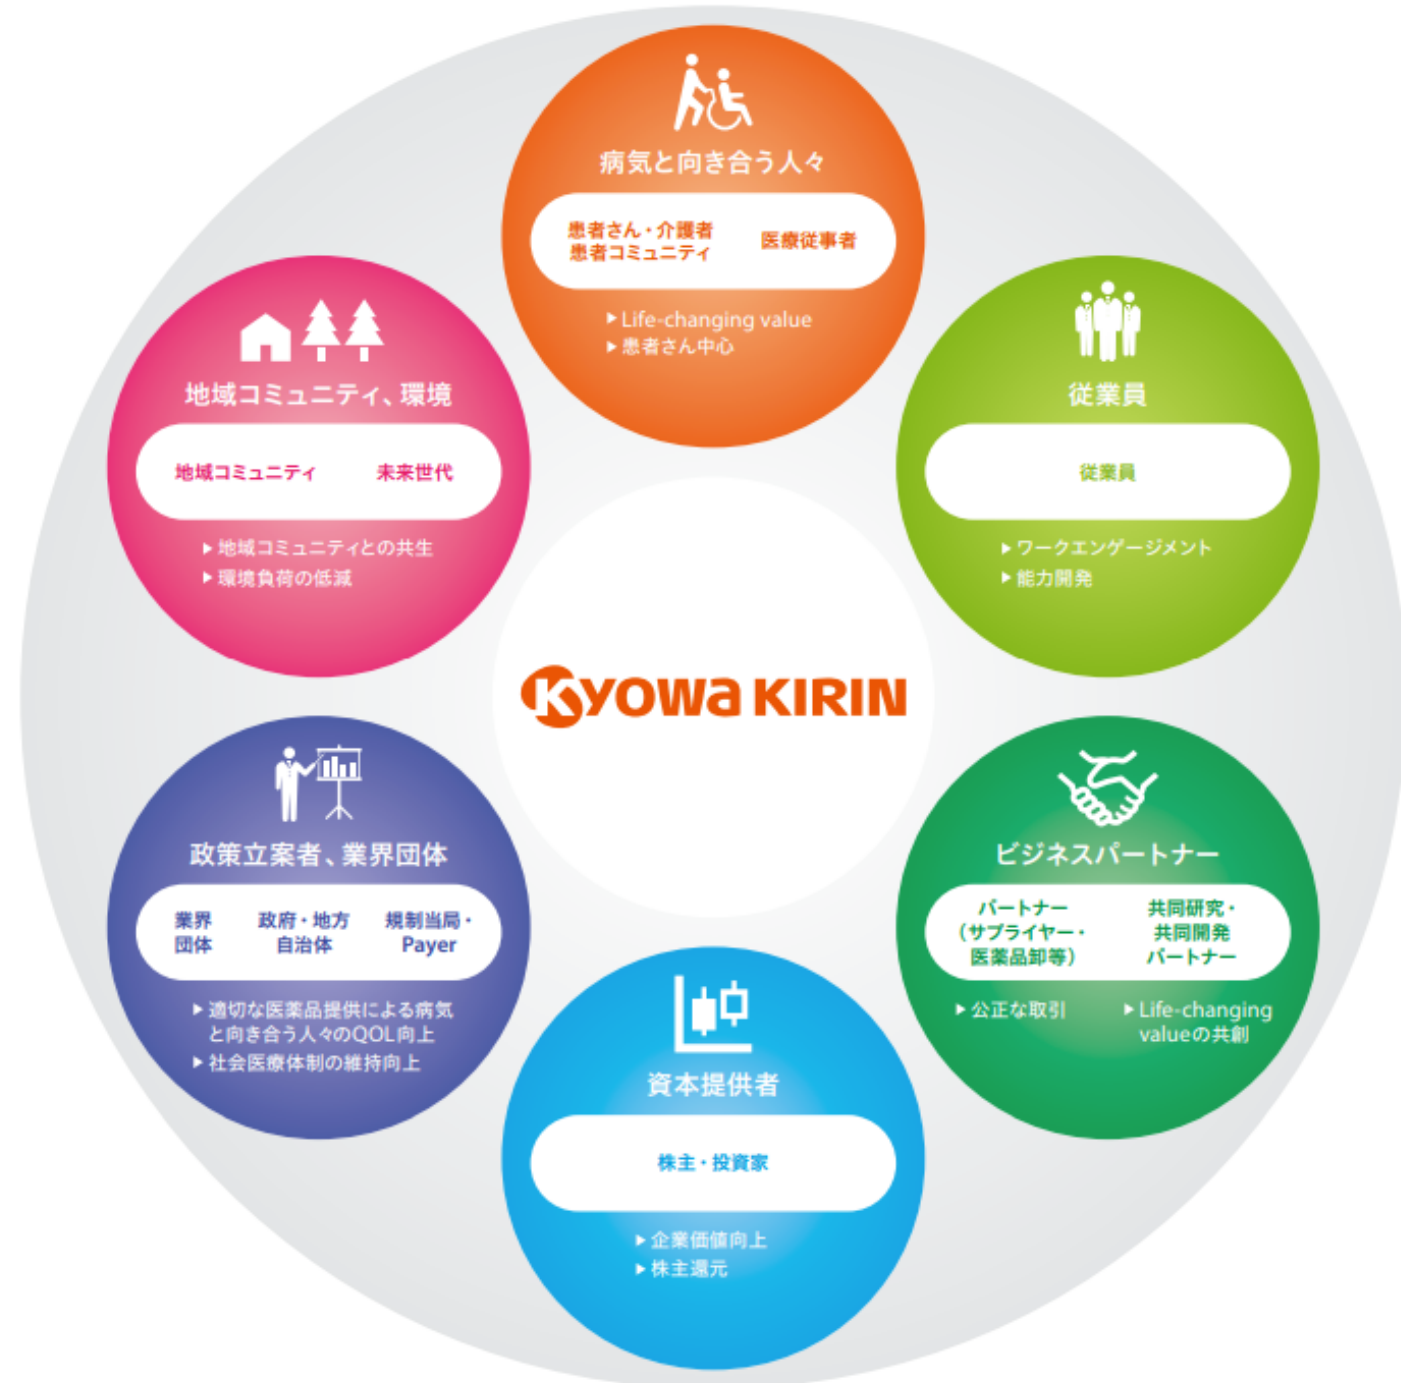 病気と向き合う人々
患者さん・介護者
患者コミュニティ
医療従事者
▶Life-changing value
▶患者さん中心
従業員
従業員
▶ワークエンゲージメント
▶能力開発
ビジネスパートナー
パートナー
（サプライヤー・
医薬品卸等）
共同研究・
共同開発
パートナー
▶公正な取引
▶Life-changing
valueの共創
資本提供者
株主・投資家
▶企業価値向上
▶株主還元
政策立案者、業界団体
業界
団体
政府・地方
自治体
規制当局・
Payer
▶適切な医薬品提供による病気
と向き合う人々のQOL向上
▶社会医療体制の維持向上
地域コミュニティ、環境
地域コミュニティ
未来世代
▶地域コミュニティとの共生
▶環境負荷の低減
KYOWA KIRIN